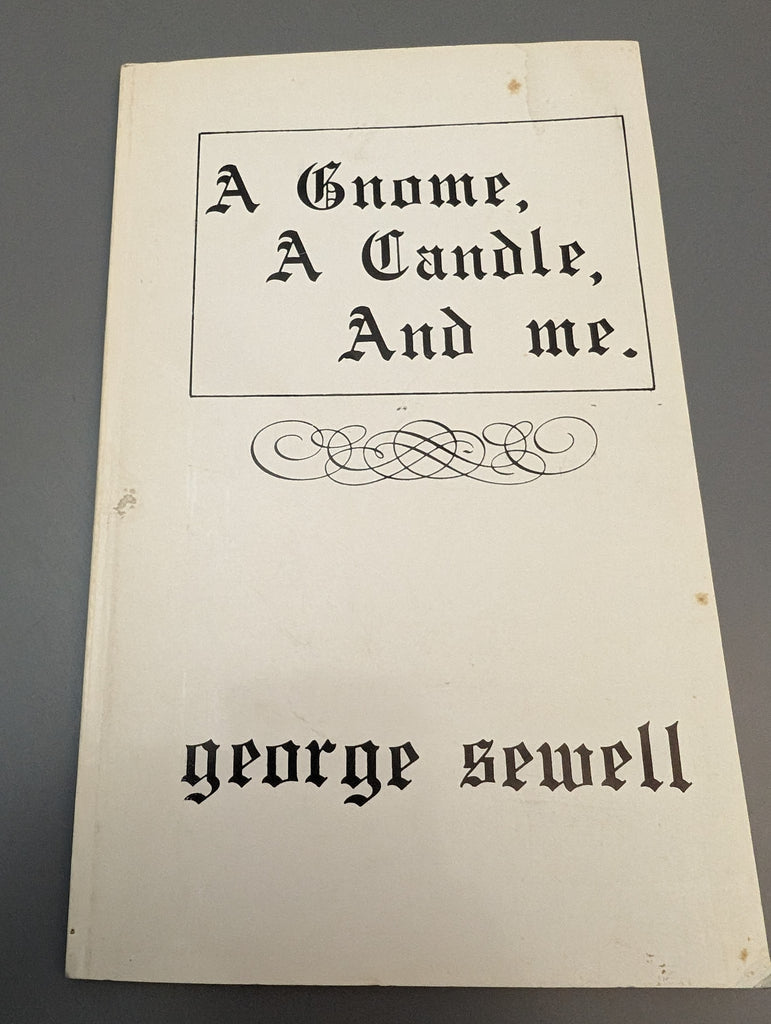 A Gnome,
A Candle,
And me.
george sewell